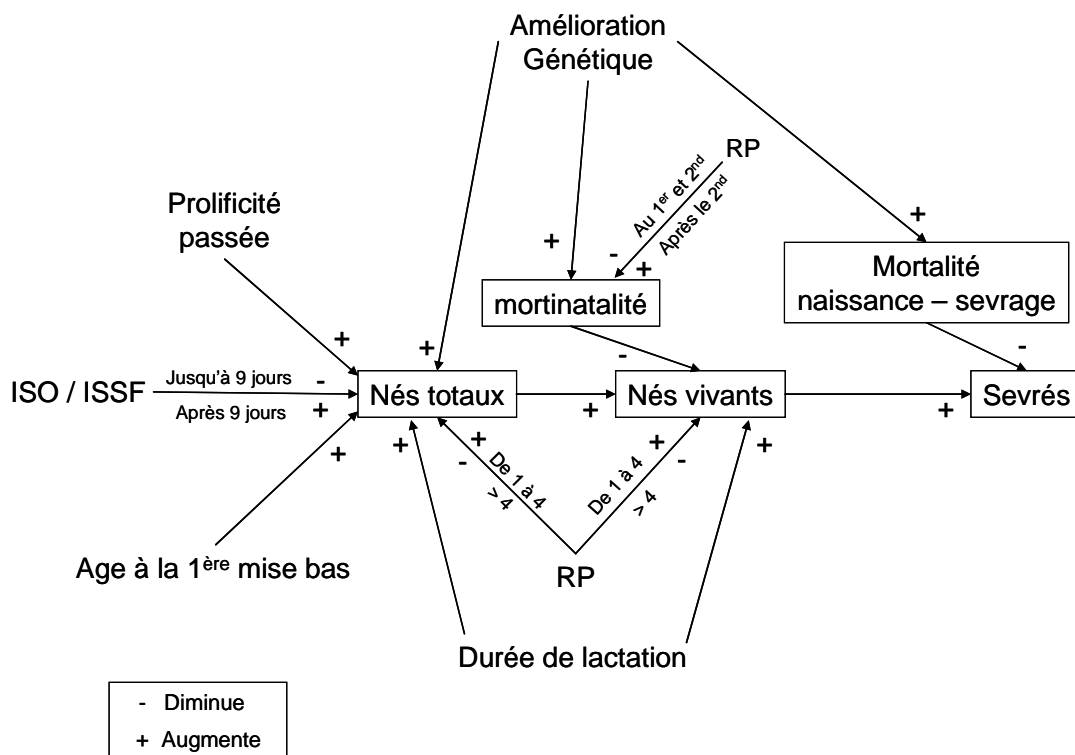 Amélioration
Génétique
RP
Au 1er et 2nd
Après le 2nd
Prolificité
passée
+
-
+
+
mortinatalité
Mortalité
naissance – sevrage
+
+
-
-
ISO / ISSF
Jusqu'à 9 jours
-
Nés totaux
Nés vivants
Sevrés
Après 9 jours
+
+
+
+
+
+
-
De 1 à 4
> 4
+
-
De 1 à 4
> 4
+
Age à la 1ère mise bas
RP
Durée de lactation
- Diminue
+ Augmente